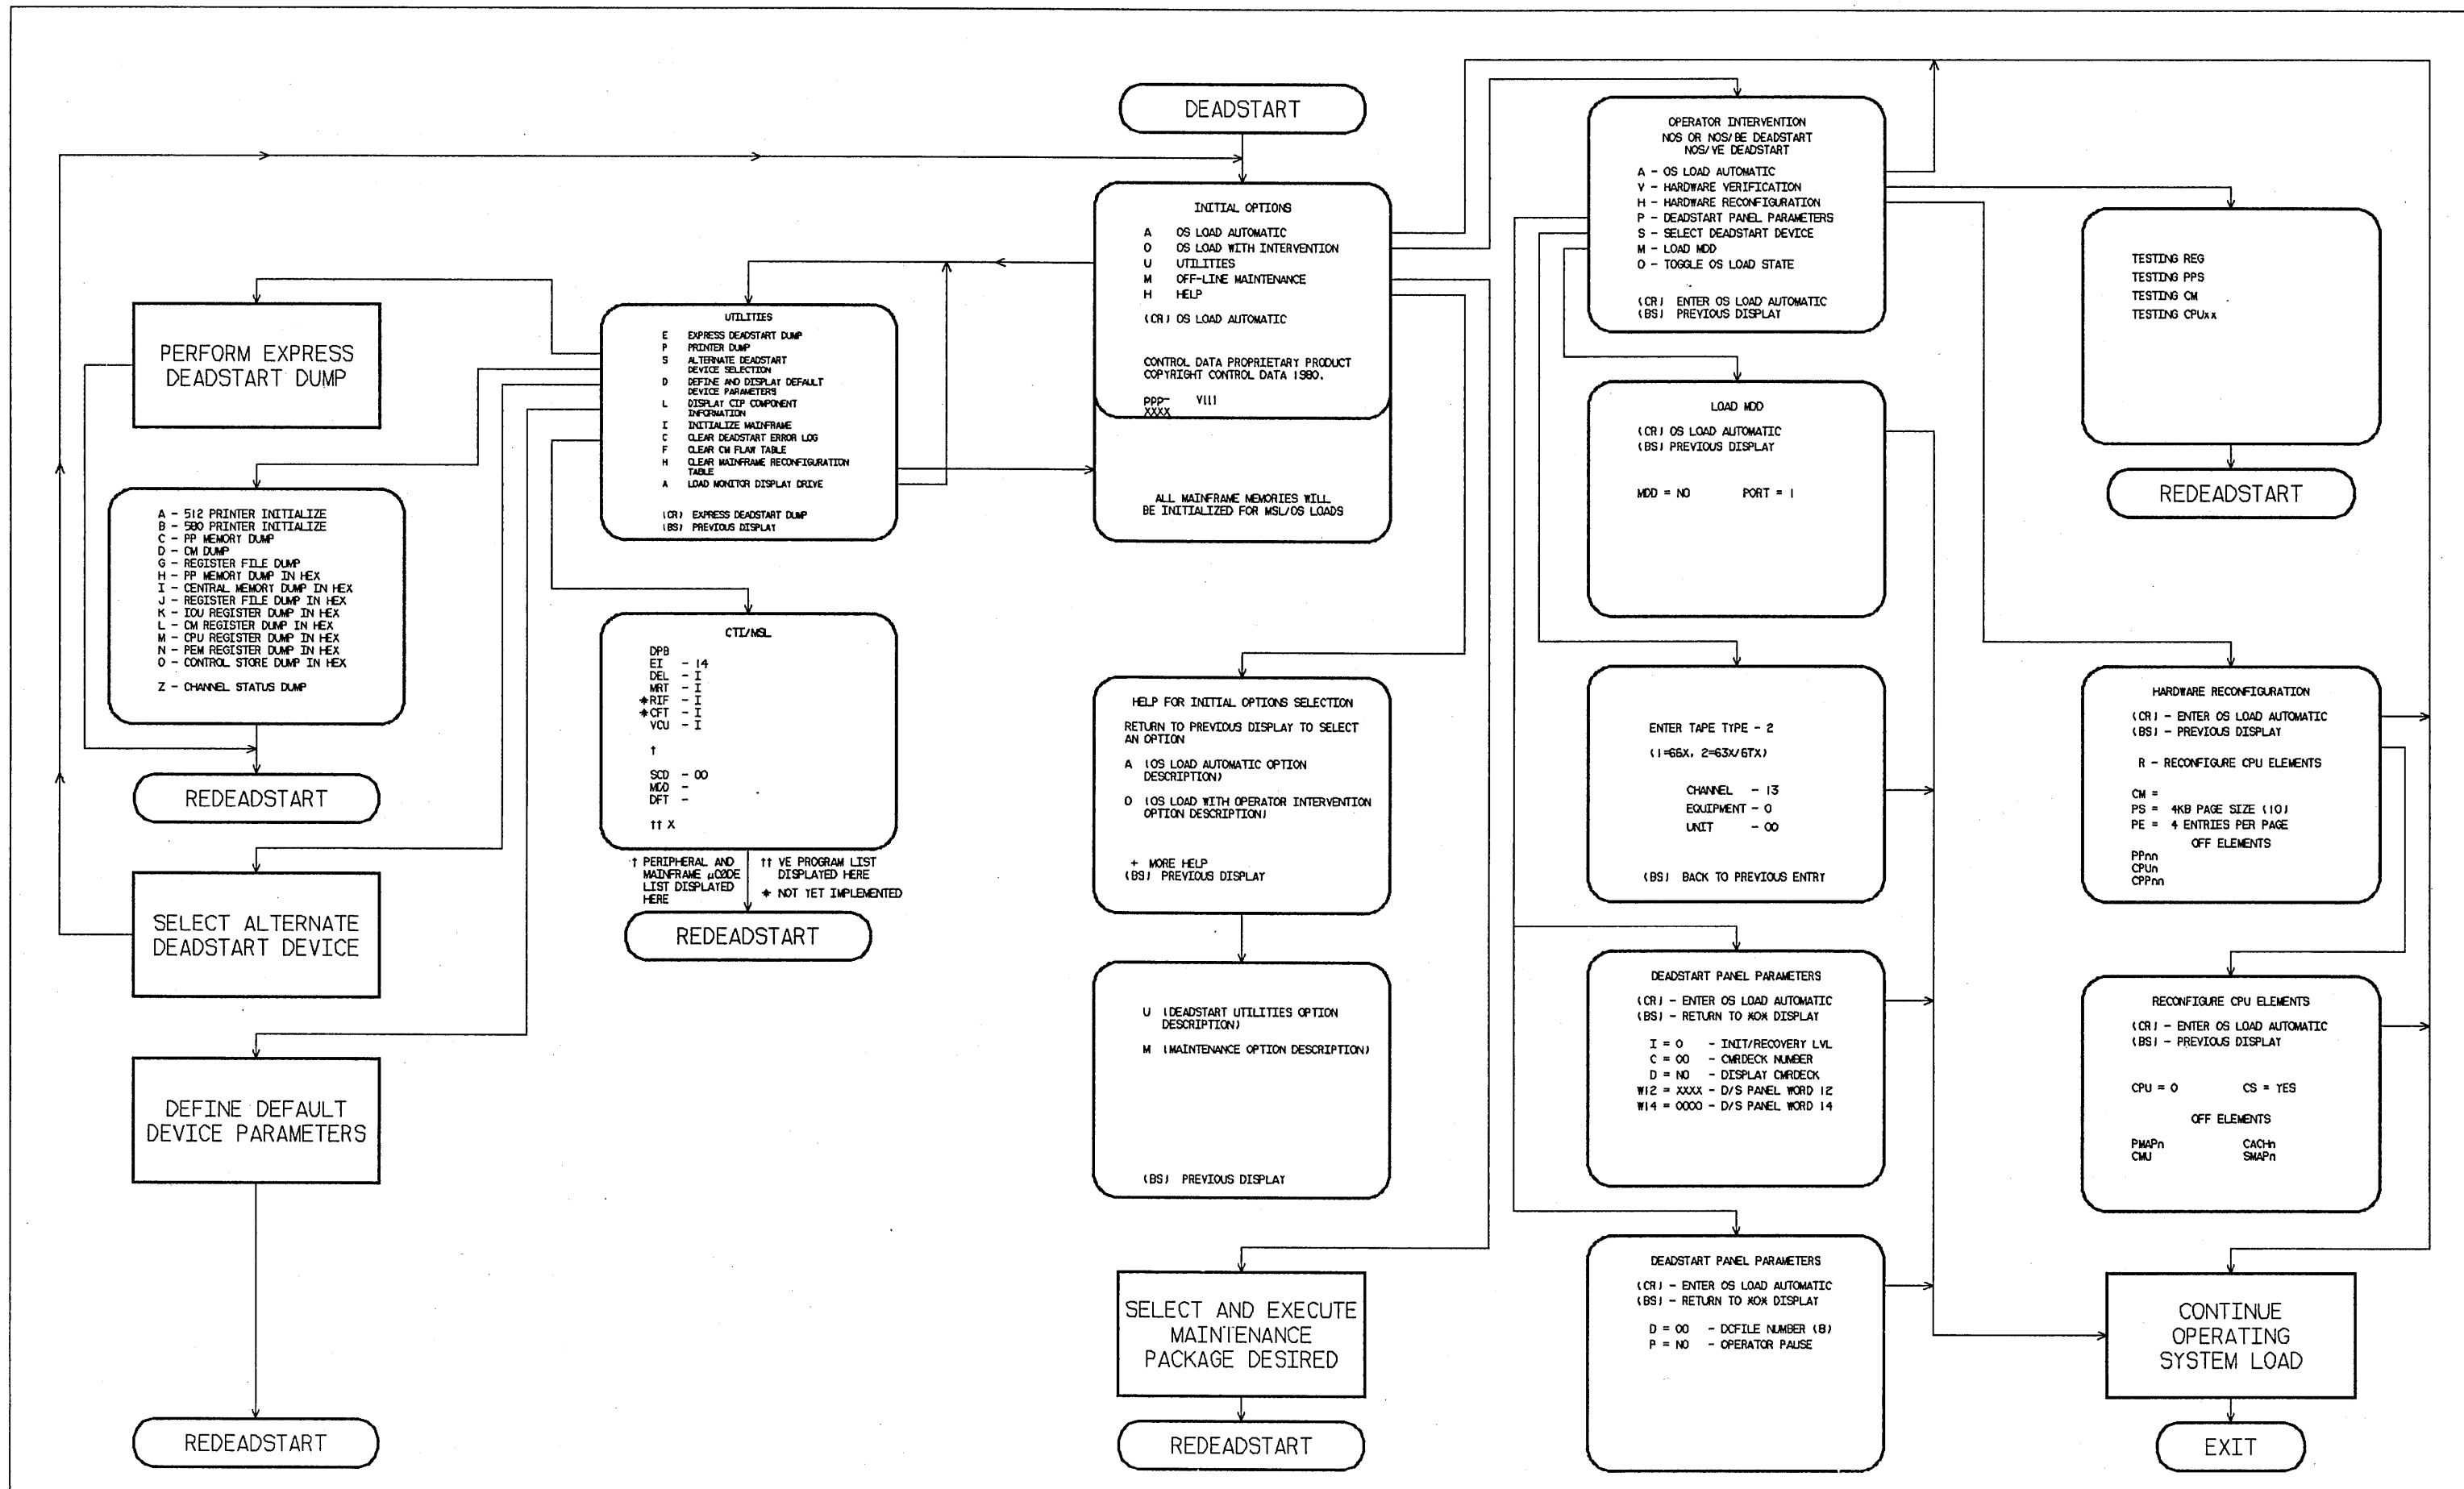 DEADSTART
INITIAL OPTIONS
A OS LOAD AUTOMATIC
O OS LOAD WITH INTERVENTION
U UTILITIES
M OFF-LINE MAINTENANCE
H HELP
(CR) OS LOAD AUTOMATIC
CONTROL DATA PROPRIETARY PRODUCT
COPYRIGHT CONTROL DATA 1980.
PPP- VIII
XXXX
ALL MAINFRAME MEMORIES WILL
BE INITIALIZED FOR MSL/OS LOADS
UTILITIES
E EXPRESS DEADSTART DUMP
P PRINTER DUMP
S ALTERNATE DEADSTART
DEVICE SELECTION
D DEFINE AND DISPLAY DEFAULT
DEVICE PARAMETERS
L DISPLAY CIP COMPONENT
INFORMATION
I INITIALIZE MAINFRAME
C CLEAR DEADSTART ERROR LOG
F CLEAR CM FLAW TABLE
H CLEAR MAINFRAME RECONFIGURATION
TABLE
A LOAD MONITOR DISPLAY DRIVE
(CR) EXPRESS DEADSTART DUMP
(BS) PREVIOUS DISPLAY
PERFORM EXPRESS
DEADSTART DUMP
A - 512 PRINTER INITIALIZE
B - 580 PRINTER INITIALIZE
C - PP MEMORY DUMP
D - CM DUMP
G - REGISTER FILE DUMP
H - PP MEMORY DUMP IN HEX
I - CENTRAL MEMORY DUMP IN HEX
J - REGISTER FILE DUMP IN HEX
K - IOU REGISTER DUMP IN HEX
L - CM REGISTER DUMP IN HEX
M - CPU REGISTER DUMP IN HEX
N - PEM REGISTER DUMP IN HEX
O - CONTROL STORE DUMP IN HEX
Z - CHANNEL STATUS DUMP
REDEADSTART
SELECT ALTERNATE
DEADSTART DEVICE
DEFINE DEFAULT
DEVICE PARAMETERS
REDEADSTART
CTI/MSL
DPB
EI - 14
DEL - I
MRT - I
*RIF - I
*CFT - I
VCU - I
†
SCD - 00
MDD -
DFT -
†† X
† PERIPHERAL AND
MAINFRAME µCODE
LIST DISPLAYED
HERE
†† VE PROGRAM LIST
DISPLAYED HERE
* NOT YET IMPLEMENTED
REDEADSTART
HELP FOR INITIAL OPTIONS SELECTION
RETURN TO PREVIOUS DISPLAY TO SELECT
AN OPTION
A (OS LOAD AUTOMATIC OPTION
DESCRIPTION)
O (OS LOAD WITH OPERATOR INTERVENTION
OPTION DESCRIPTION)
+ MORE HELP
(BS) PREVIOUS DISPLAY
U (DEADSTART UTILITIES OPTION
DESCRIPTION)
M (MAINTENANCE OPTION DESCRIPTION)
(BS) PREVIOUS DISPLAY
SELECT AND EXECUTE
MAINTENANCE
PACKAGE DESIRED
REDEADSTART
OPERATOR INTERVENTION
NOS OR NOS/BE DEADSTART
NOS/VE DEADSTART
A - OS LOAD AUTOMATIC
V - HARDWARE VERIFICATION
H - HARDWARE RECONFIGURATION
P - DEADSTART PANEL PARAMETERS
S - SELECT DEADSTART DEVICE
M - LOAD MDD
O - TOGGLE OS LOAD STATE
(CR) ENTER OS LOAD AUTOMATIC
(BS) PREVIOUS DISPLAY
LOAD MDD
(CR) OS LOAD AUTOMATIC
(BS) PREVIOUS DISPLAY
MDD = NO PORT = 1
ENTER TAPE TYPE - 2
(1=66X, 2=63X/67X)
CHANNEL - 13
EQUIPMENT - 0
UNIT - 00
(BS) BACK TO PREVIOUS ENTRY
DEADSTART PANEL PARAMETERS
(CR) - ENTER OS LOAD AUTOMATIC
(BS) - RETURN TO *O* DISPLAY
I = 0 - INIT/RECOVERY LVL
C = 00 - CMRDECK NUMBER
D = NO - DISPLAY CMRDECK
W12 = XXXX - D/S PANEL WORD 12
W14 = 0000 - D/S PANEL WORD 14
DEADSTART PANEL PARAMETERS
(CR) - ENTER OS LOAD AUTOMATIC
(BS) - RETURN TO *O* DISPLAY
D = 00 - DCFILE NUMBER (8)
P = NO - OPERATOR PAUSE
TESTING REG
TESTING PPS
TESTING CM
TESTING CPUxx
REDEADSTART
HARDWARE RECONFIGURATION
(CR) - ENTER OS LOAD AUTOMATIC
(BS) - PREVIOUS DISPLAY
R - RECONFIGURE CPU ELEMENTS
CM =
PS = 4KB PAGE SIZE (10)
PE = 4 ENTRIES PER PAGE
OFF ELEMENTS
PPnn
CPUn
CPPnn
RECONFIGURE CPU ELEMENTS
(CR) - ENTER OS LOAD AUTOMATIC
(BS) - PREVIOUS DISPLAY
CPU = 0 CS = YES
OFF ELEMENTS
PMAPn CACHn
CMU SMAPn
CONTINUE
OPERATING
SYSTEM LOAD
EXIT